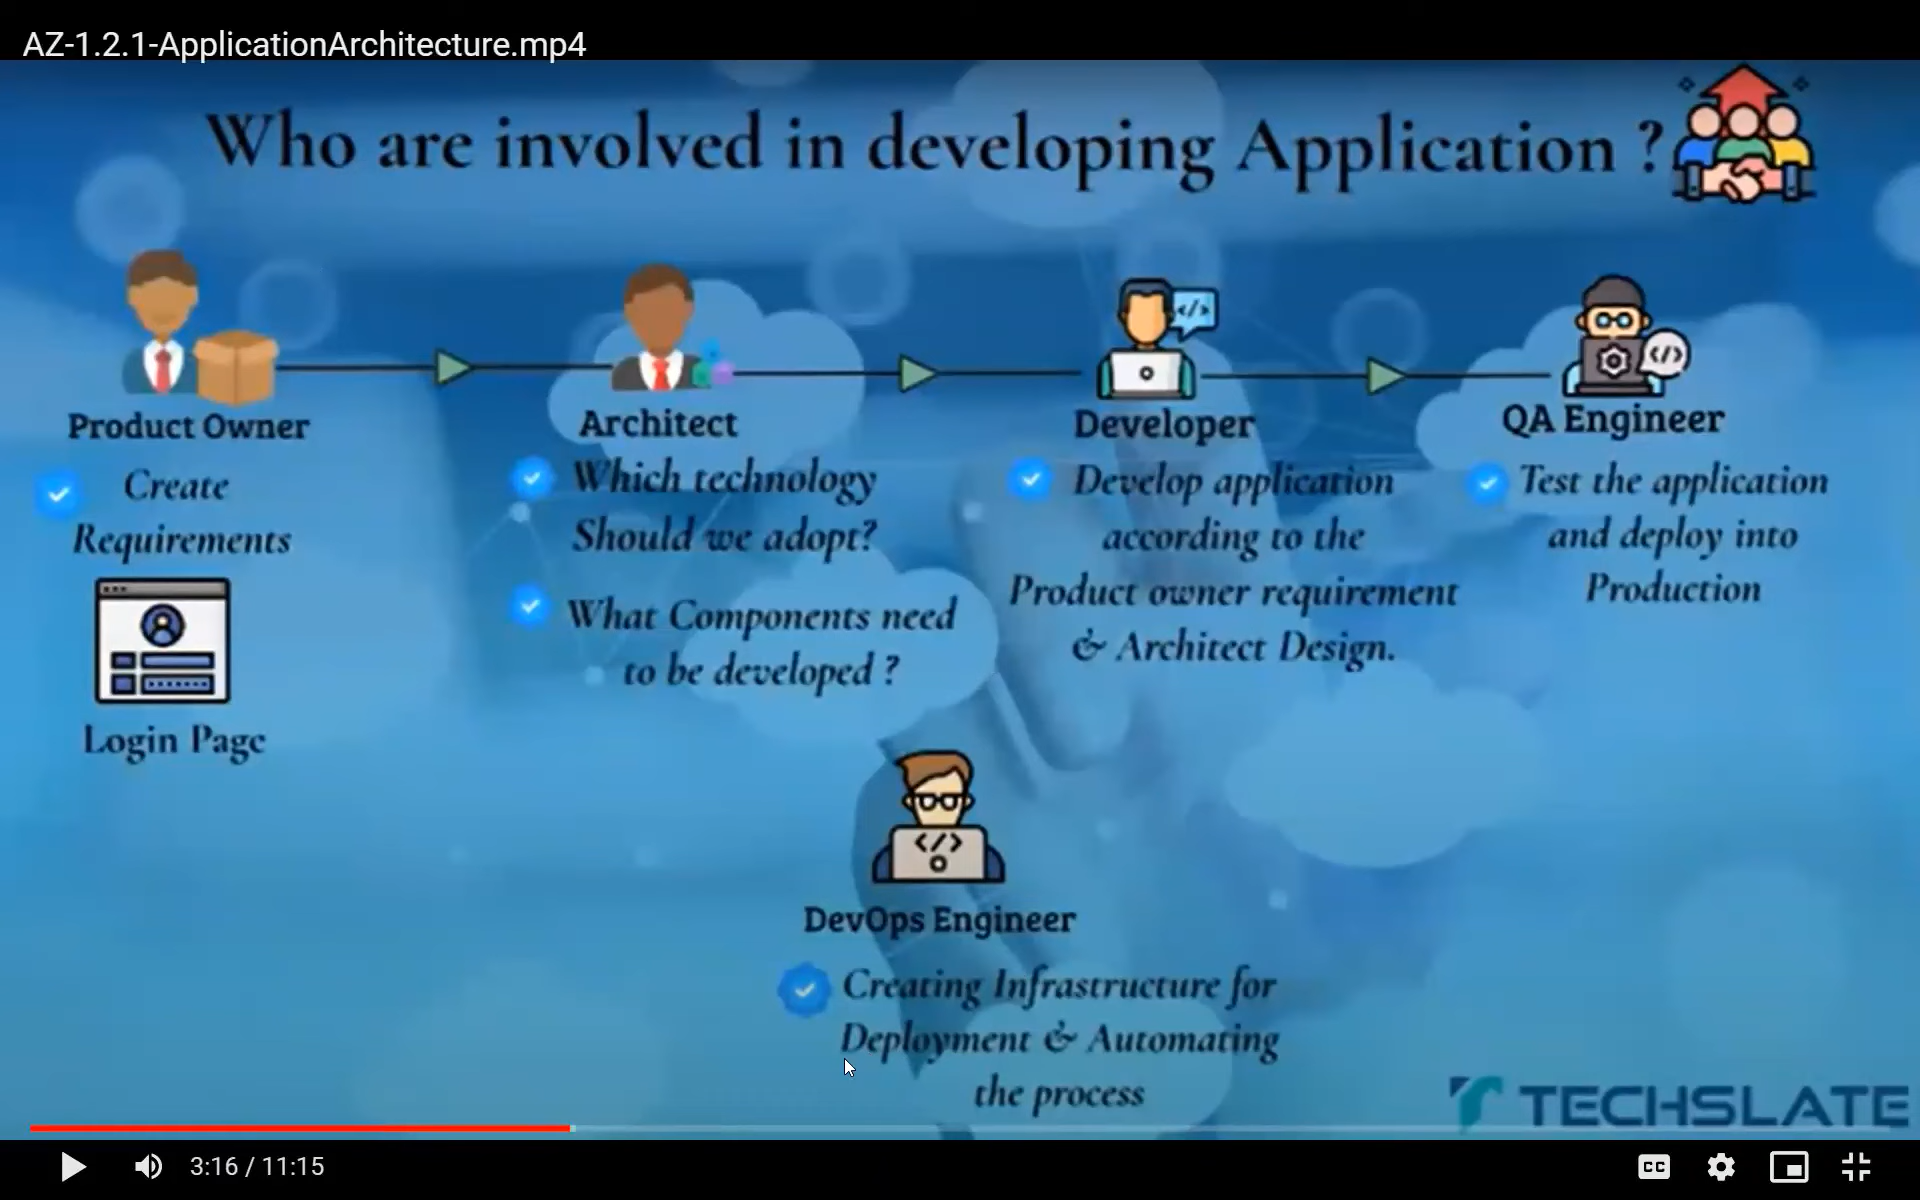 AZ-1.2.1-ApplicationArchitecture.mp4
Who are involved in developing Application ?
Product Owner
Create
Requirements
Login Page
Architect
Which technology
Should we adopt?
What Components need
to be developed ?
Developer
Develop application
according to the
Product owner requirement
& Architect Design.
QA Engineer
Test the application
and deploy into
Production
DevOps Engineer
Creating Infrastructure for
Deployment & Automating
the process
TECHSLATE
3:16 / 11:15
CC